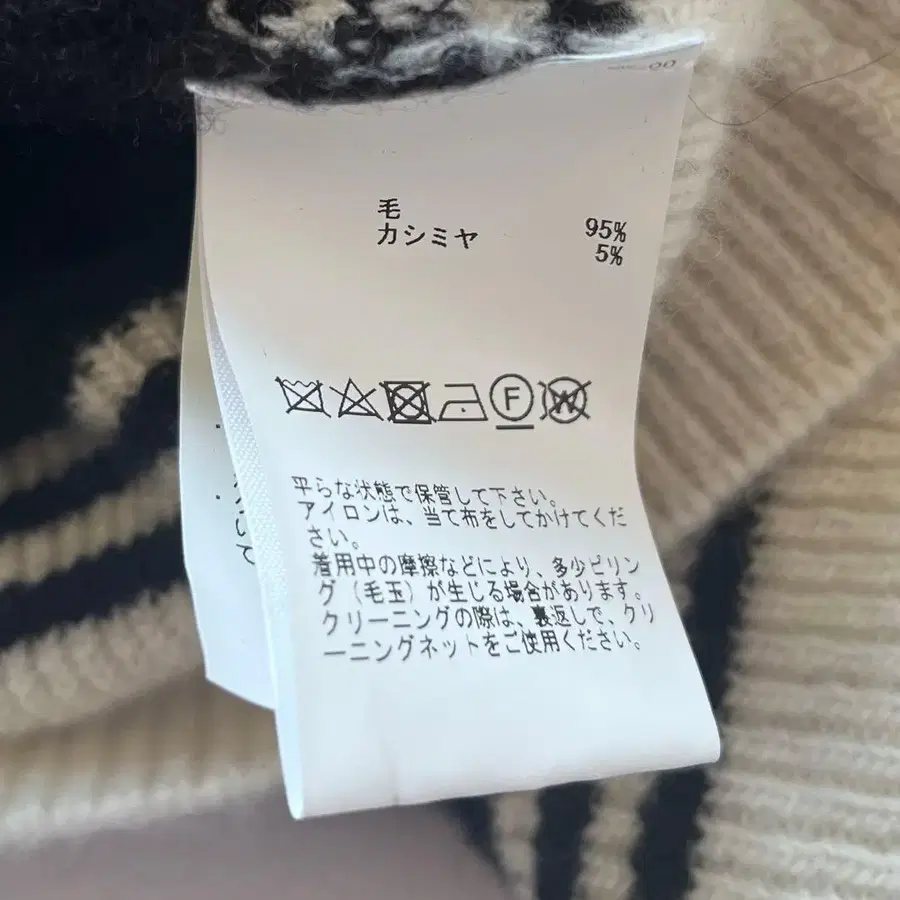 毛
カシミヤ
95%
5%
F
W
平らな状態で保管して下さい。
アイロンは、当て布をしてかけてくだ
さい。
着用中の摩擦などにより、多少ピリン
グ（毛玉）が生じる場合があります。
クリーニングの際は、裏返しで、クリ
ーニングネットをご使用ください。